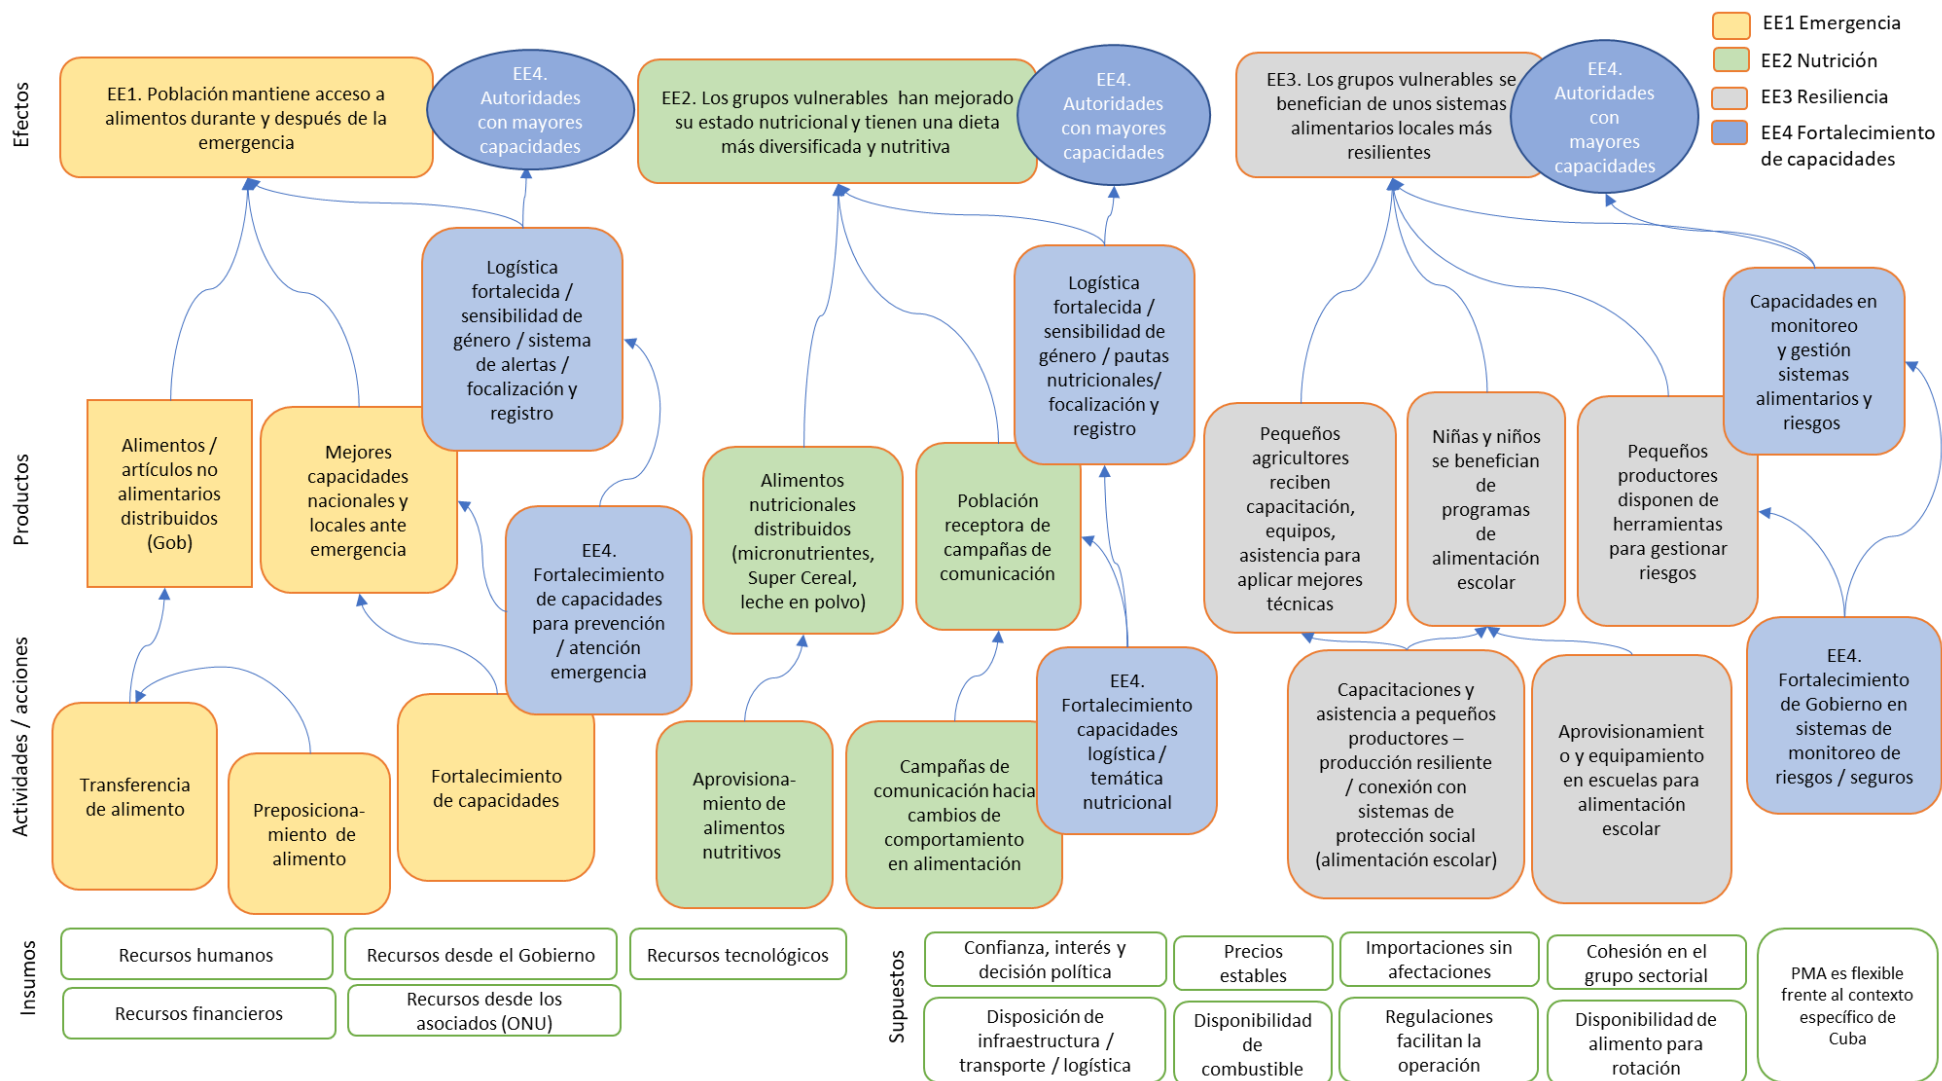 EE1 Emergencia
EE2 Nutrición
EE3 Resiliencia
EE4 Fortalecimiento
de capacidades
Efectos
EE1. Población mantiene acceso a
alimentos durante y después de la
emergencia
EE4.
Autoridades
con mayores
capacidades
EE2. Los grupos vulnerables han mejorado
su estado nutricional y tienen una dieta
más diversificada y nutritiva
EE4.
Autoridades
con mayores
capacidades
EE3. Los grupos vulnerables se
benefician de unos sistemas
alimentarios locales más
resilientes
EE4.
Autoridades
con
mayores
capacidades
Productos
Alimentos /
artículos no
alimentarios
distribuidos
(Gob)
Mejores
capacidades
nacionales y
locales ante
emergencia
Logística
fortalecida /
sensibilidad de
género / sistema
de alertas /
focalización y
registro
EE4.
Fortalecimiento
de capacidades
para prevención
/ atención
emergencia
Alimentos
nutricionales
distribuidos
(micronutrientes,
Super Cereal,
leche en polvo)
Población
receptora de
campañas de
comunicación
Logística
fortalecida /
sensibilidad de
género / pautas
nutricionales/
focalización y
registro
Pequeños
agricultores
reciben
capacitación,
equipos,
asistencia para
aplicar mejores
técnicas
Niñas y niños
se benefician
de
programas
de
alimentación
escolar
Pequeños
productores
disponen de
herramientas
para gestionar
riesgos
Capacidades en
monitoreo
y gestión
sistemas
alimentarios y
riesgos
Actividades / acciones
Transferencia
de alimento
Preposiciona-
miento de
alimento
Fortalecimiento
de capacidades
Aprovisiona-
miento de
alimentos
nutritivos
Campañas de
comunicación hacia
cambios de
comportamiento
en alimentación
EE4.
Fortalecimiento
capacidades
logística /
temática
nutricional
Capacitaciones y
asistencia a pequeños
productores –
producción resiliente
/ conexión con
sistemas de
protección social
(alimentación escolar)
Aprovisionamient
o y equipamiento
en escuelas para
alimentación
escolar
EE4.
Fortalecimiento
de Gobierno en
sistemas de
monitoreo de
riesgos / seguros
Insumos
Recursos humanos
Recursos desde el Gobierno
Recursos tecnológicos
Recursos financieros
Recursos desde los
asociados (ONU)
Supuestos
Confianza, interés y
decisión política
Precios
estables
Importaciones sin
afectaciones
Cohesión en el
grupo sectorial
Disposición de
infraestructura /
transporte / logística
Disponibilidad
de
combustible
Regulaciones
facilitan la
operación
Disponibilidad de
alimento para
rotación
PMA es flexible
frente al contexto
específico de
Cuba